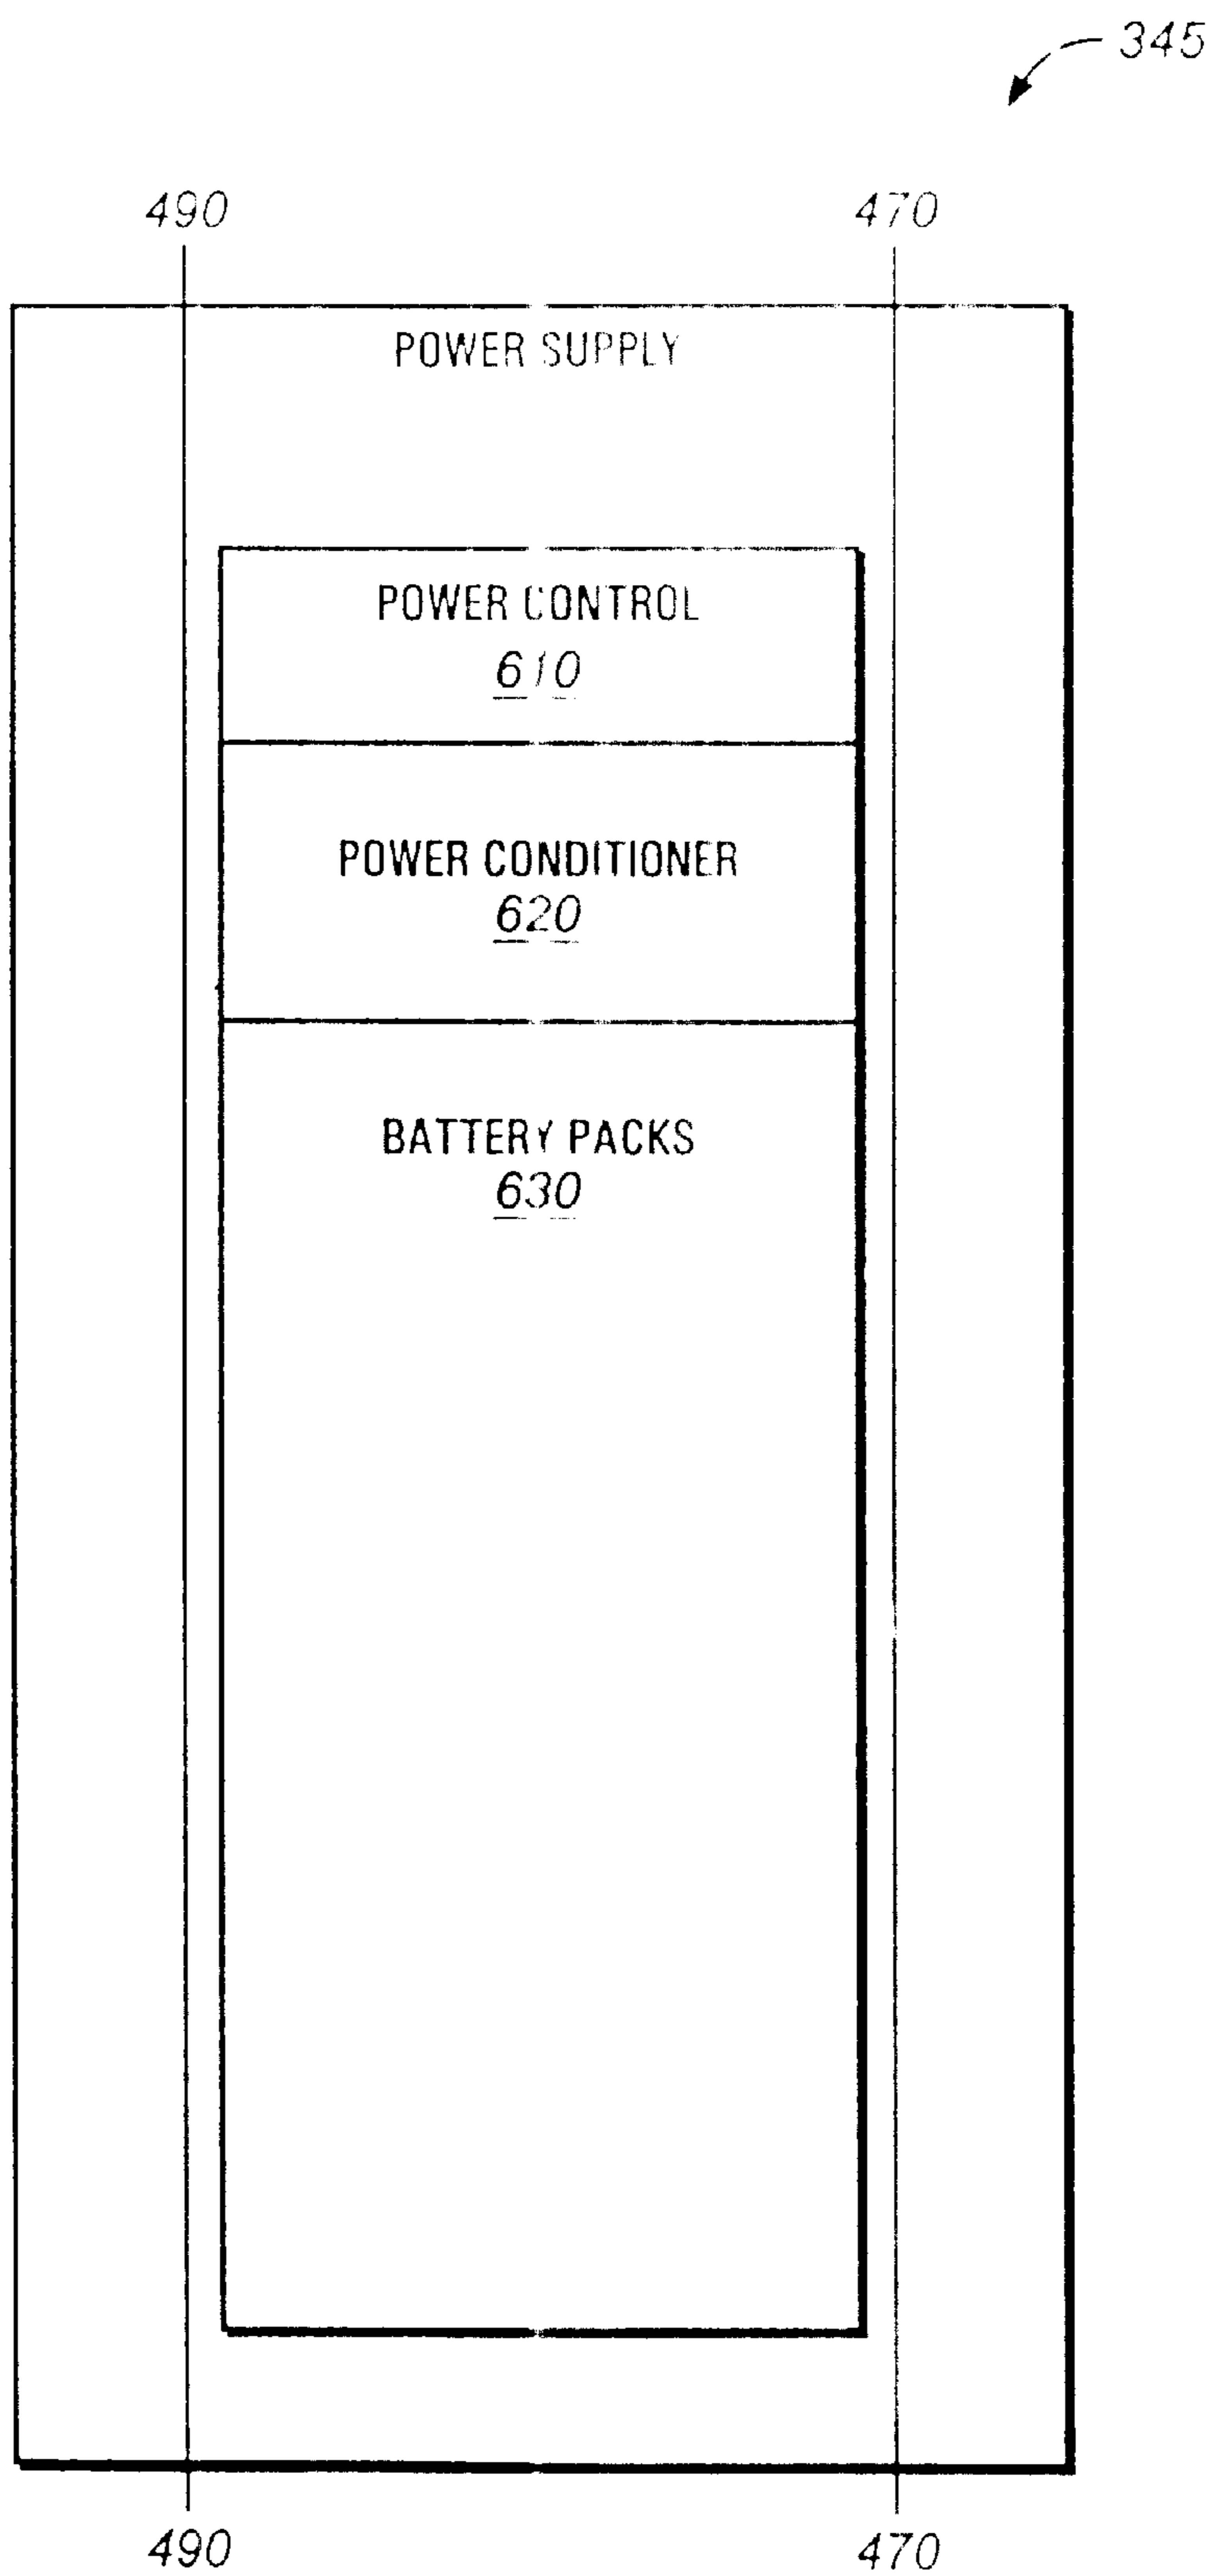 345
490 470
POWER SUPPLY
POWER CONTROL
610
POWER CONDITIONER
620
BATTERY PACKS
630
490 470